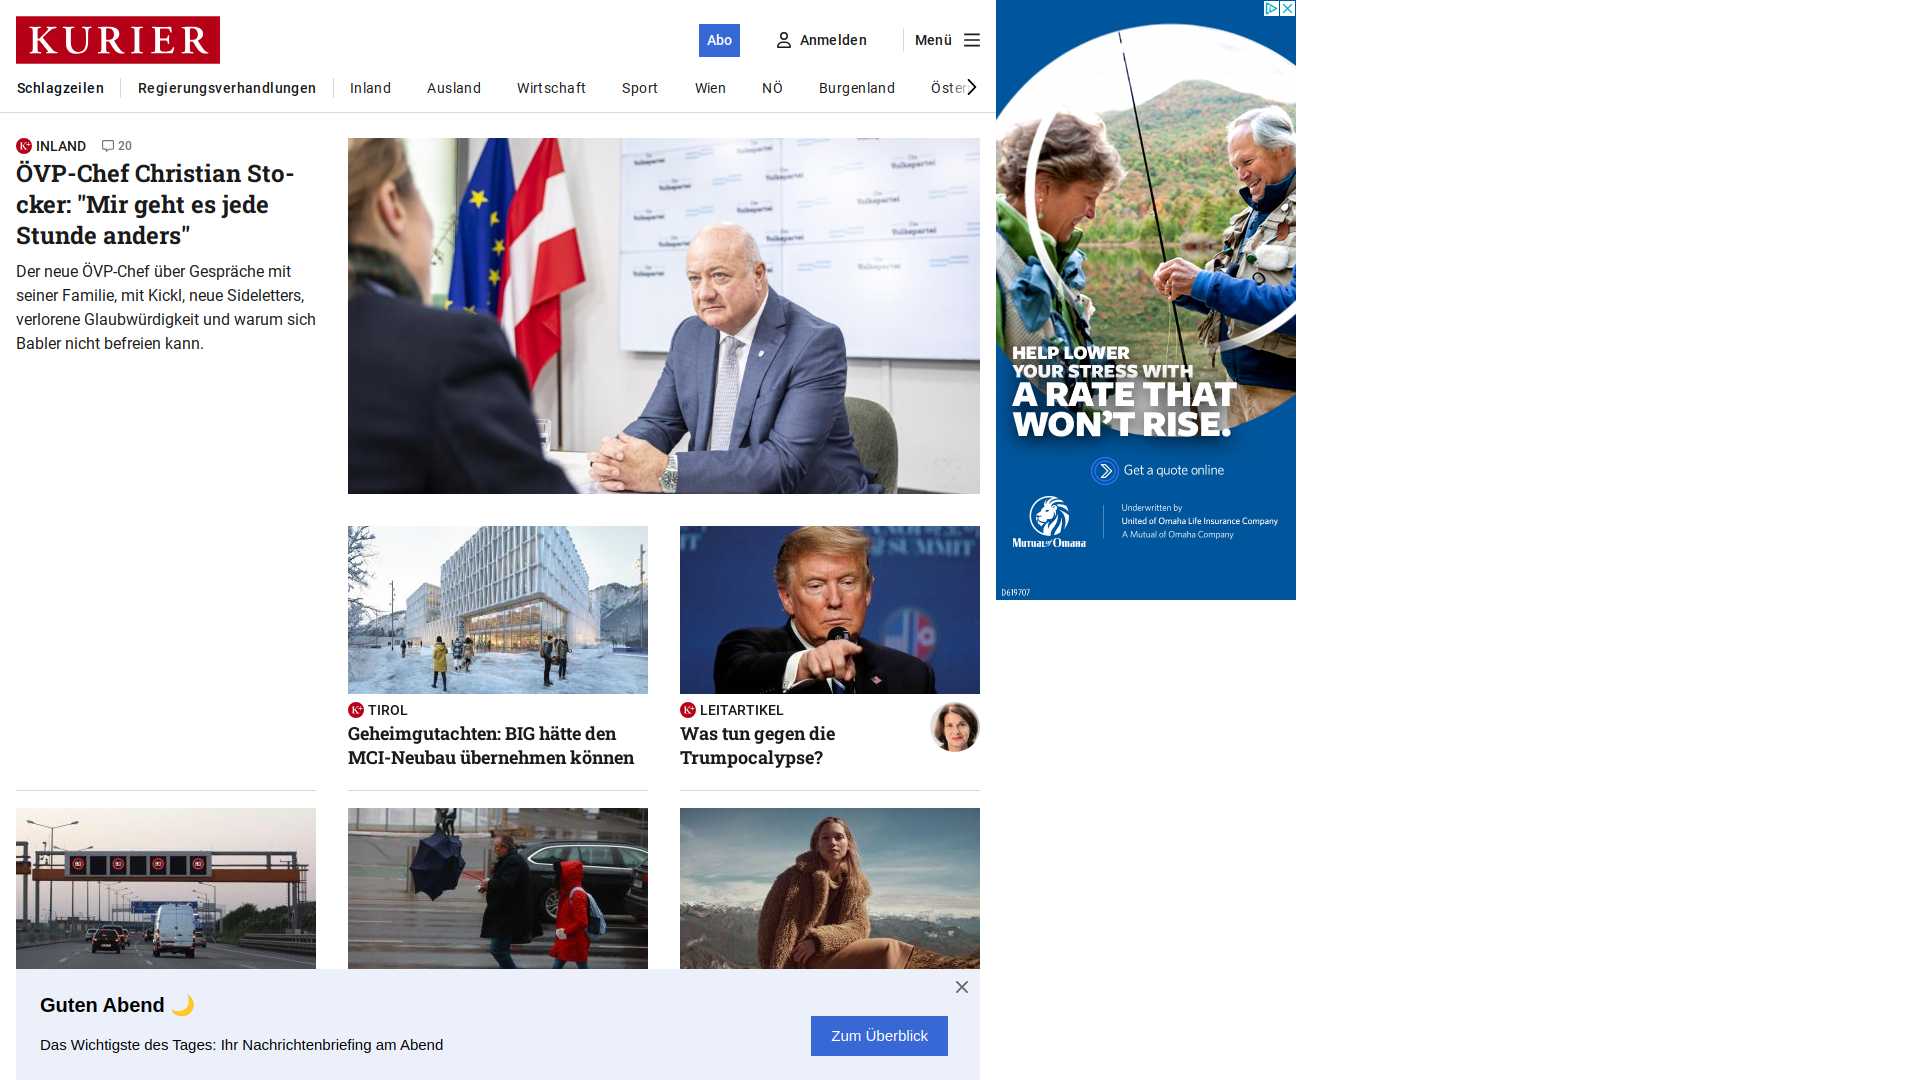 KURIER
Abo
Anmelden
Menü
Schlagzeilen
Regierungsverhandlungen
Inland
Ausland
Wirtschaft
Sport
Wien
NÖ
Burgenland
Öster
INLAND
20
ÖVP-Chef Christian Sto-
cker: "Mir geht es jede
Stunde anders"
Der neue ÖVP-Chef über Gespräche mit
seiner Familie, mit Kickl, neue Sideletters,
verlorene Glaubwürdigkeit und warum sich
Babler nicht befreien kann.
TIROL
Geheimgutachten: BIG hätte den
MCI-Neubau übernehmen können
SUMMIT
LEITARTIKEL
Was tun gegen die
Trumpocalypse?
Guten Abend 🌙
Das Wichtigste des Tages: Ihr Nachrichtenbriefing am Abend
Zum Überblick
HELP LOWER
YOUR STRESS WITH
A RATE THAT
WON'T RISE.
Get a quote online
Mutual of Omaha
Underwritten by
United of Omaha Life Insurance Company
A Mutual of Omaha Company
D619707